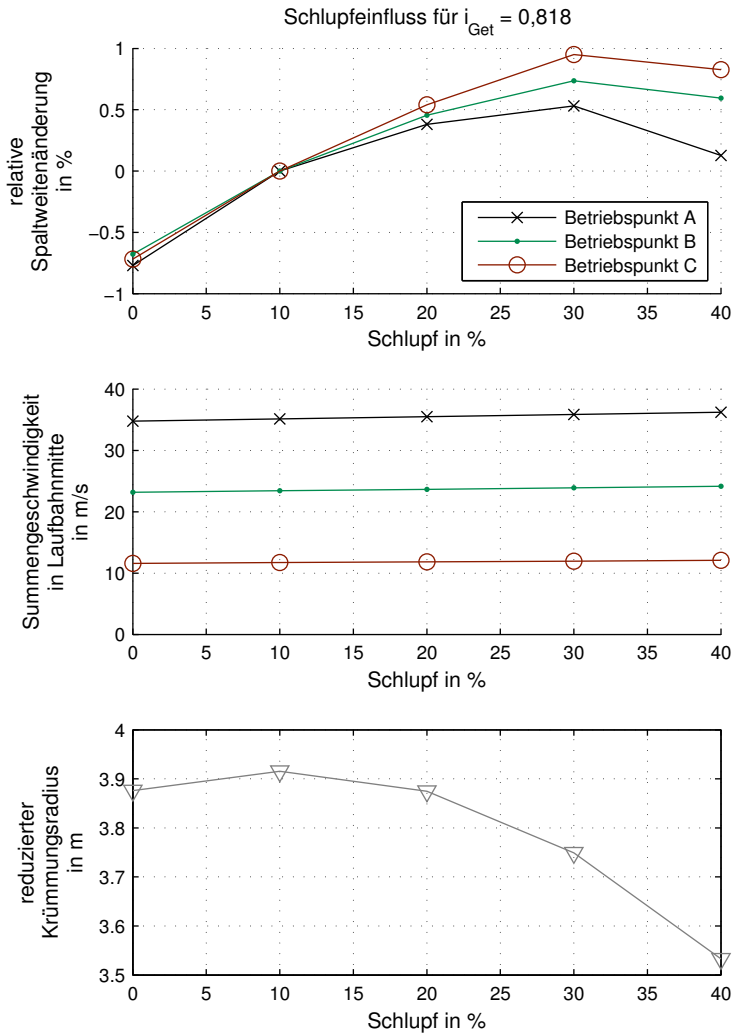 Schlupfeinfluss für i_Get = 0,818
relative
Spaltweitenänderung
in %
1
0.5
0
−0.5
−1
Betriebspunkt A
Betriebspunkt B
Betriebspunkt C
0 5 10 15 20 25 30 35 40
Schlupf in %
Summengeschwindigkeit
in Laufbahnmitte
in m/s
40
30
20
10
0
0 5 10 15 20 25 30 35 40
Schlupf in %
reduzierter
Krümmungsradius
in m
4
3.9
3.8
3.7
3.6
3.5
0 5 10 15 20 25 30 35 40
Schlupf in %